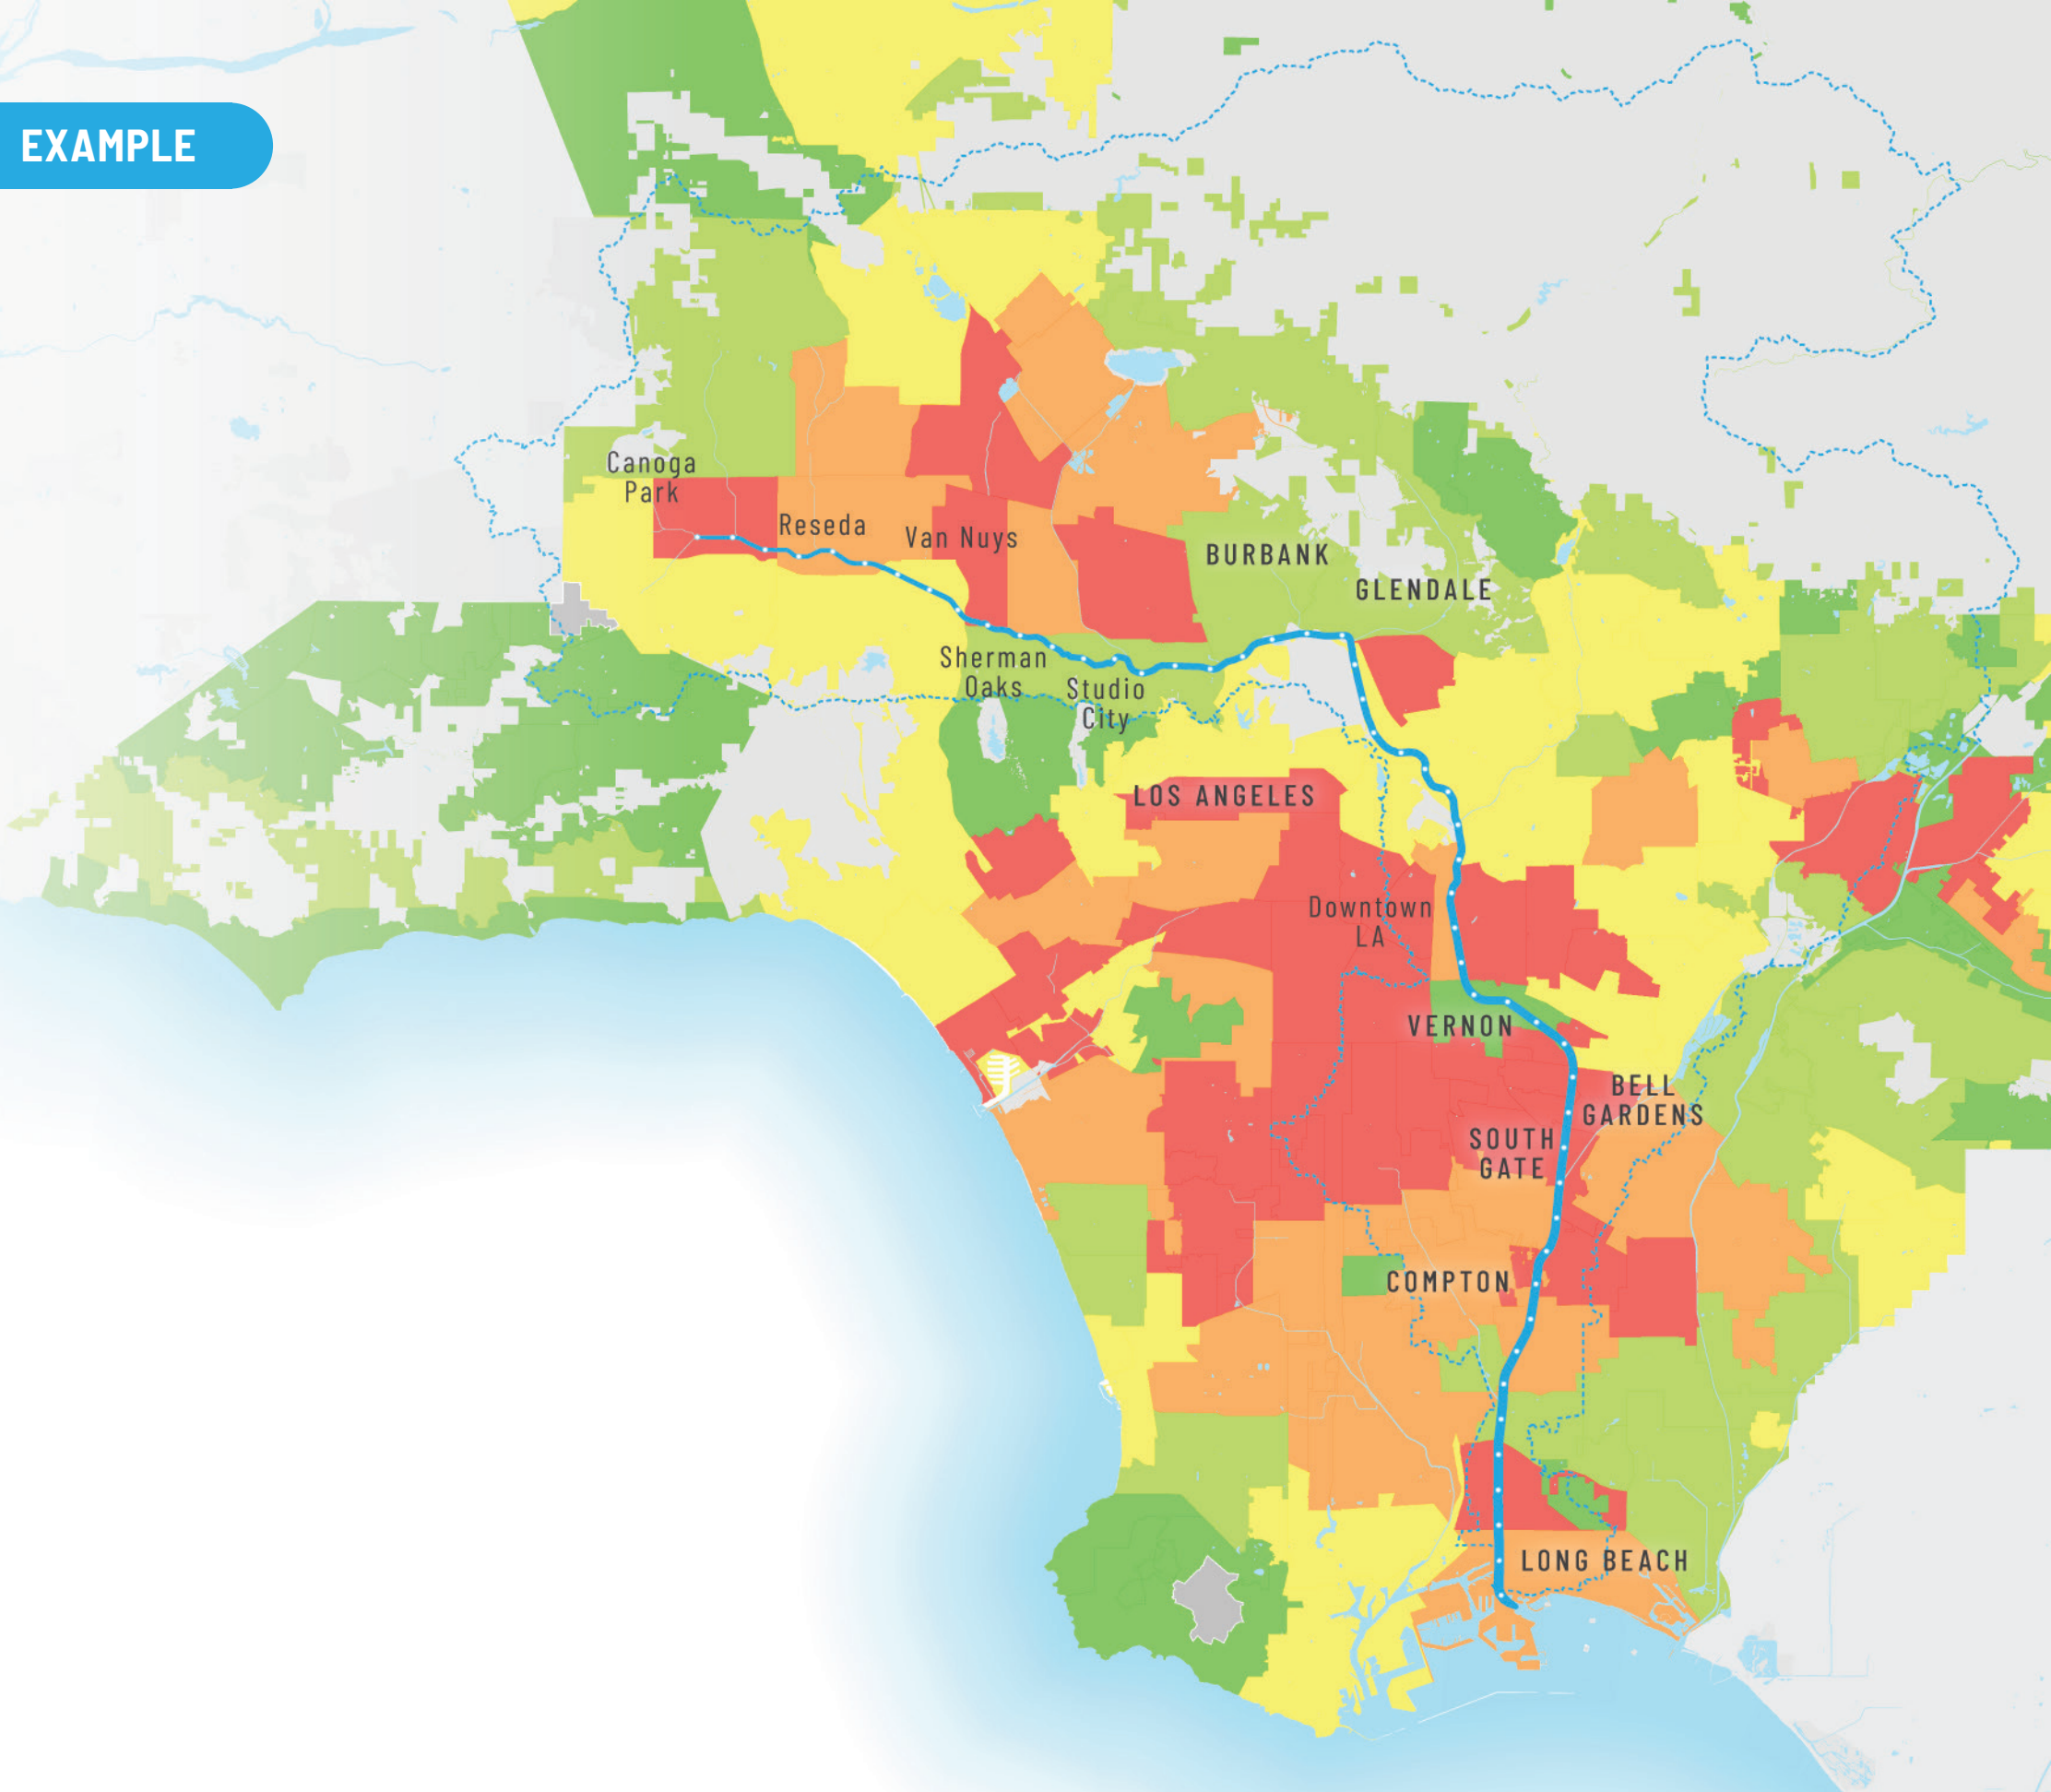 EXAMPLE
Canoga
Park
Reseda
Van Nuys
BURBANK
GLENDALE
Sherman
Oaks
Studio
City
LOS ANGELES
Downtown
LA
VERNON
BELL
GARDENS
SOUTH
GATE
COMPTON
LONG BEACH